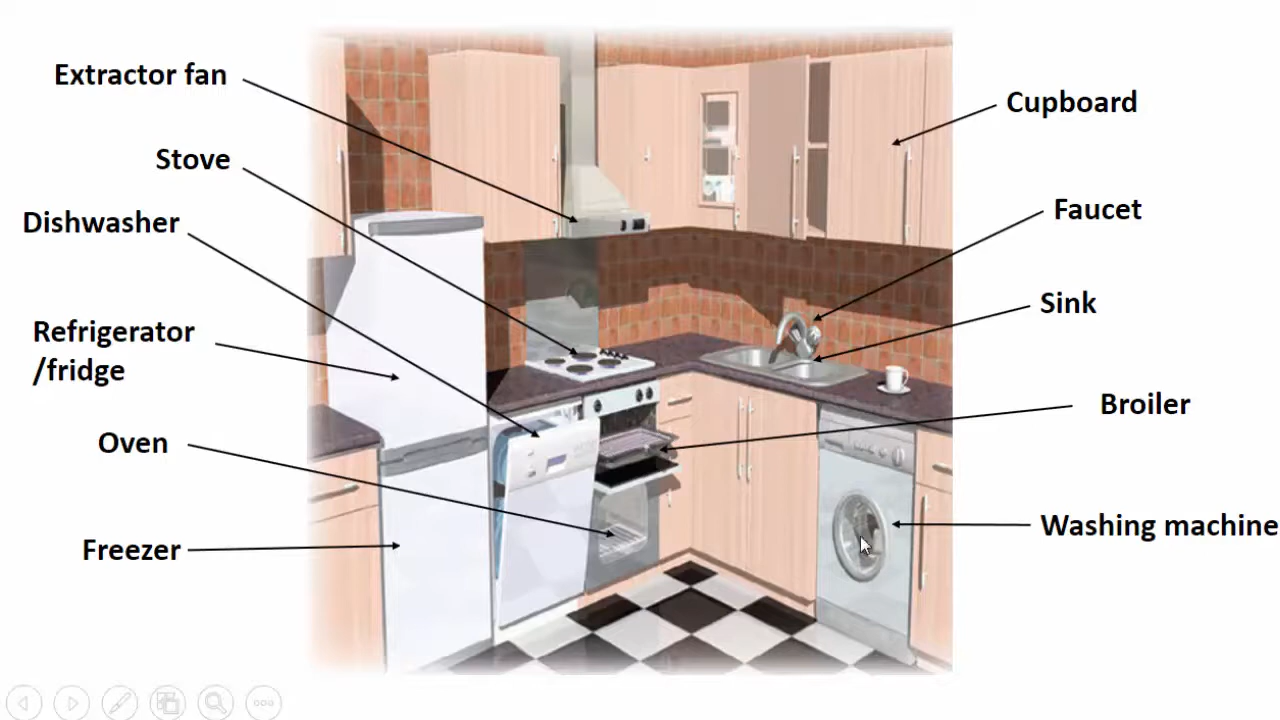 Extractor fan
Stove
Dishwasher
Refrigerator
/fridge
Oven
Freezer
Cupboard
Faucet
Sink
Broiler
Washing machine